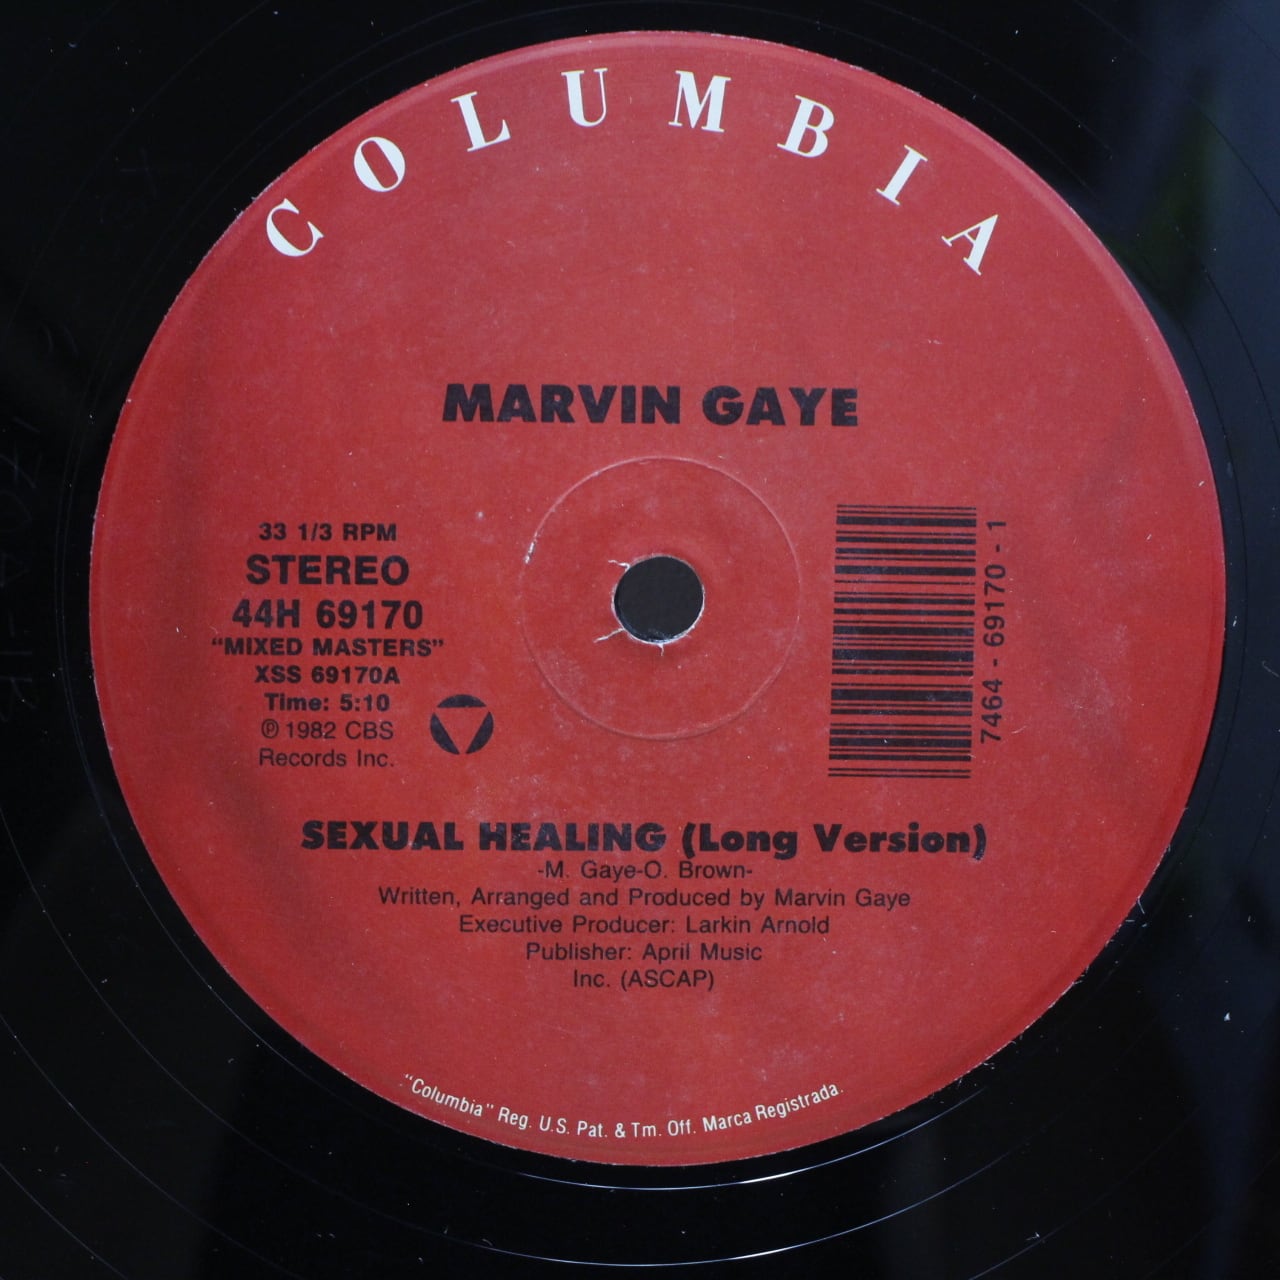 COLUMBIA
MARVIN GAYE
33 1/3 RPM
STEREO
44H 69170
“MIXED MASTERS”
XSS 69170A
Time: 5:10
℗ 1982 CBS
Records Inc.
7464 - 69170 - 1
SEXUAL HEALING (Long Version)
-M. Gaye-O. Brown-
Written, Arranged and Produced by Marvin Gaye
Executive Producer: Larkin Arnold
Publisher: April Music
Inc. (ASCAP)
“Columbia” Reg. U.S. Pat. & Tm. Off. Marca Registrada.